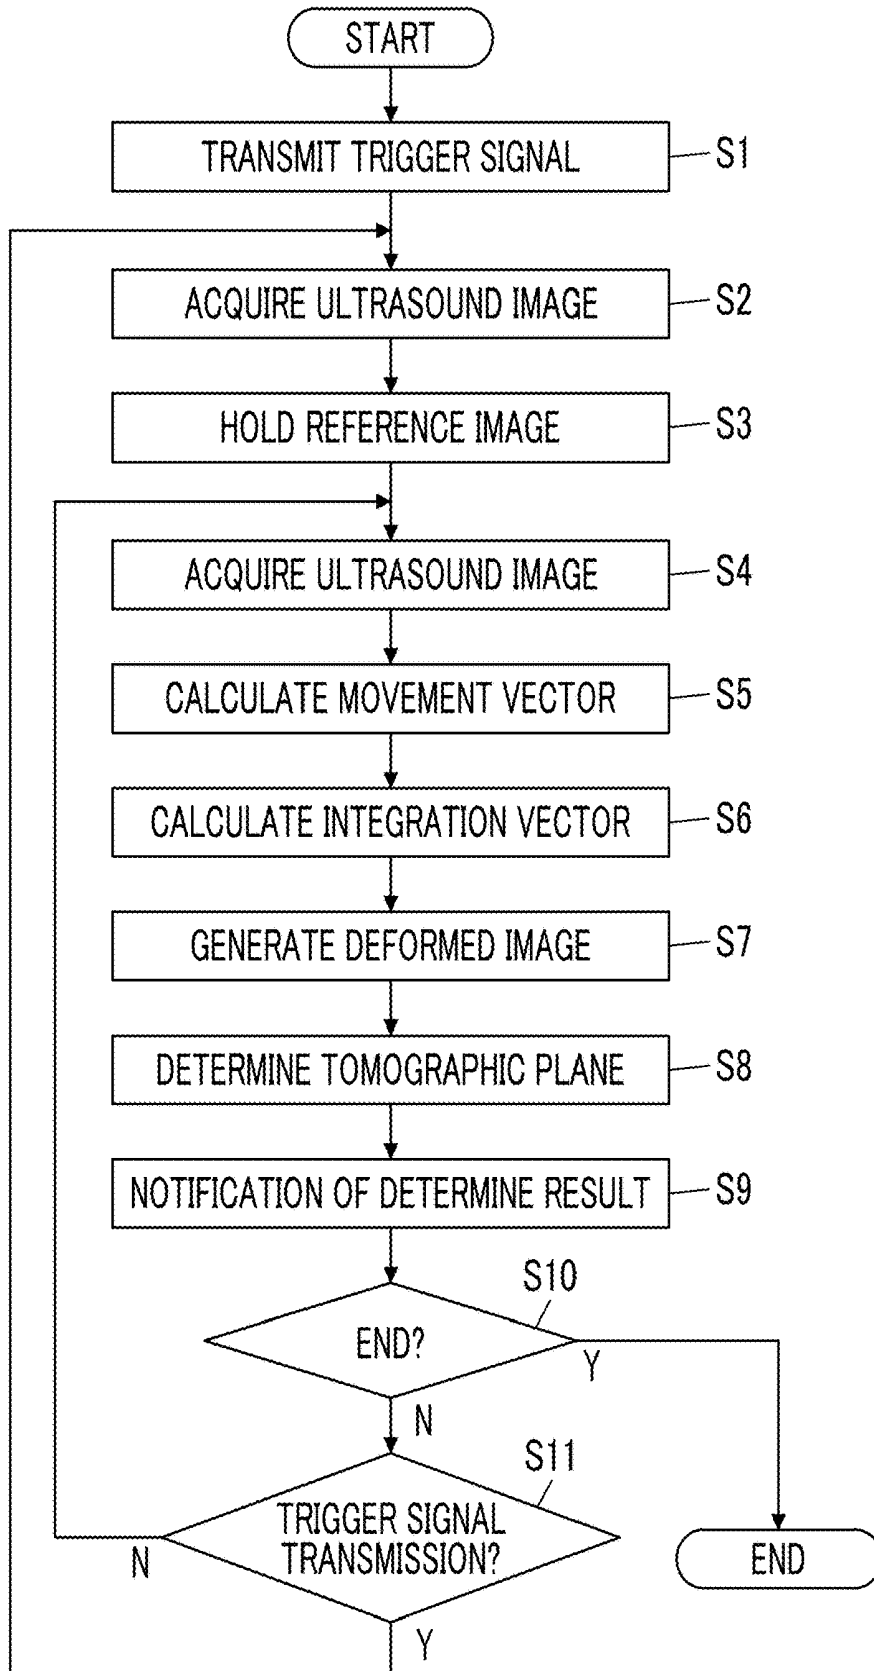 START
TRANSMIT TRIGGER SIGNAL S1
ACQUIRE ULTRASOUND IMAGE S2
HOLD REFERENCE IMAGE S3
ACQUIRE ULTRASOUND IMAGE S4
CALCULATE MOVEMENT VECTOR S5
CALCULATE INTEGRATION VECTOR S6
GENERATE DEFORMED IMAGE S7
DETERMINE TOMOGRAPHIC PLANE S8
NOTIFICATION OF DETERMINE RESULT S9
S10
END?
Y
N
S11
TRIGGER SIGNAL
TRANSMISSION?
N
END
Y